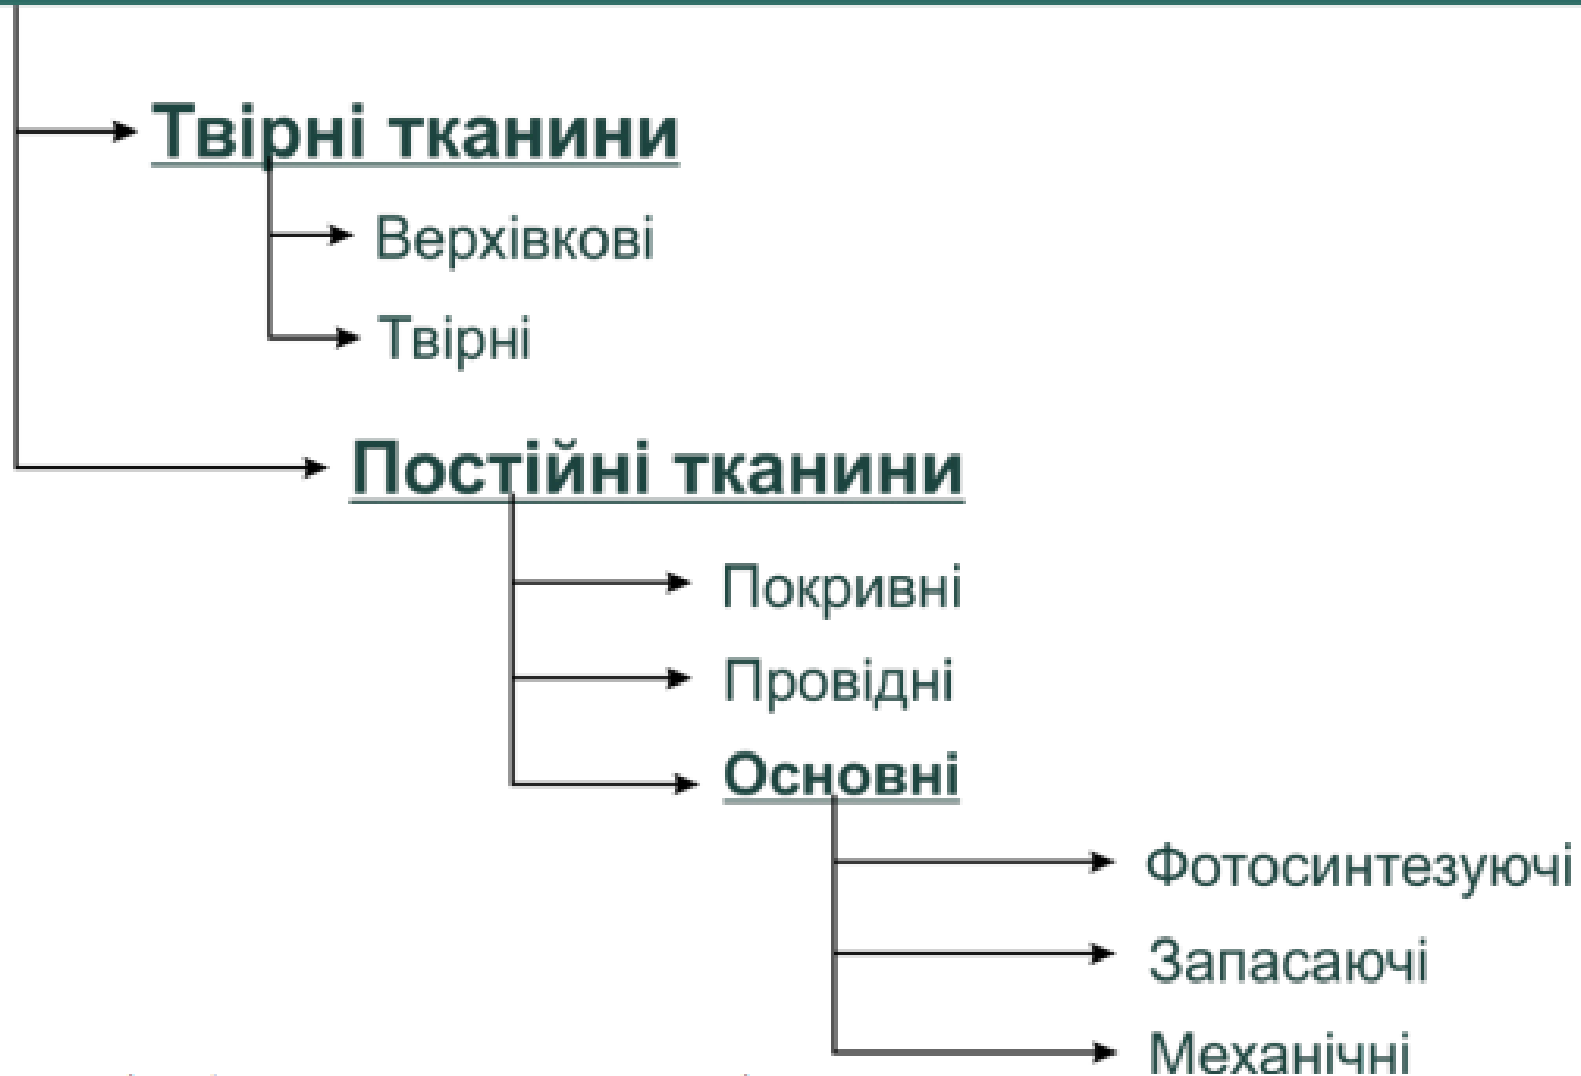 Твірні тканини
Верхівкові
Твірні
Постійні тканини
Покривні
Провідні
Основні
Фотосинтезуючі
Запасаючі
Механічні